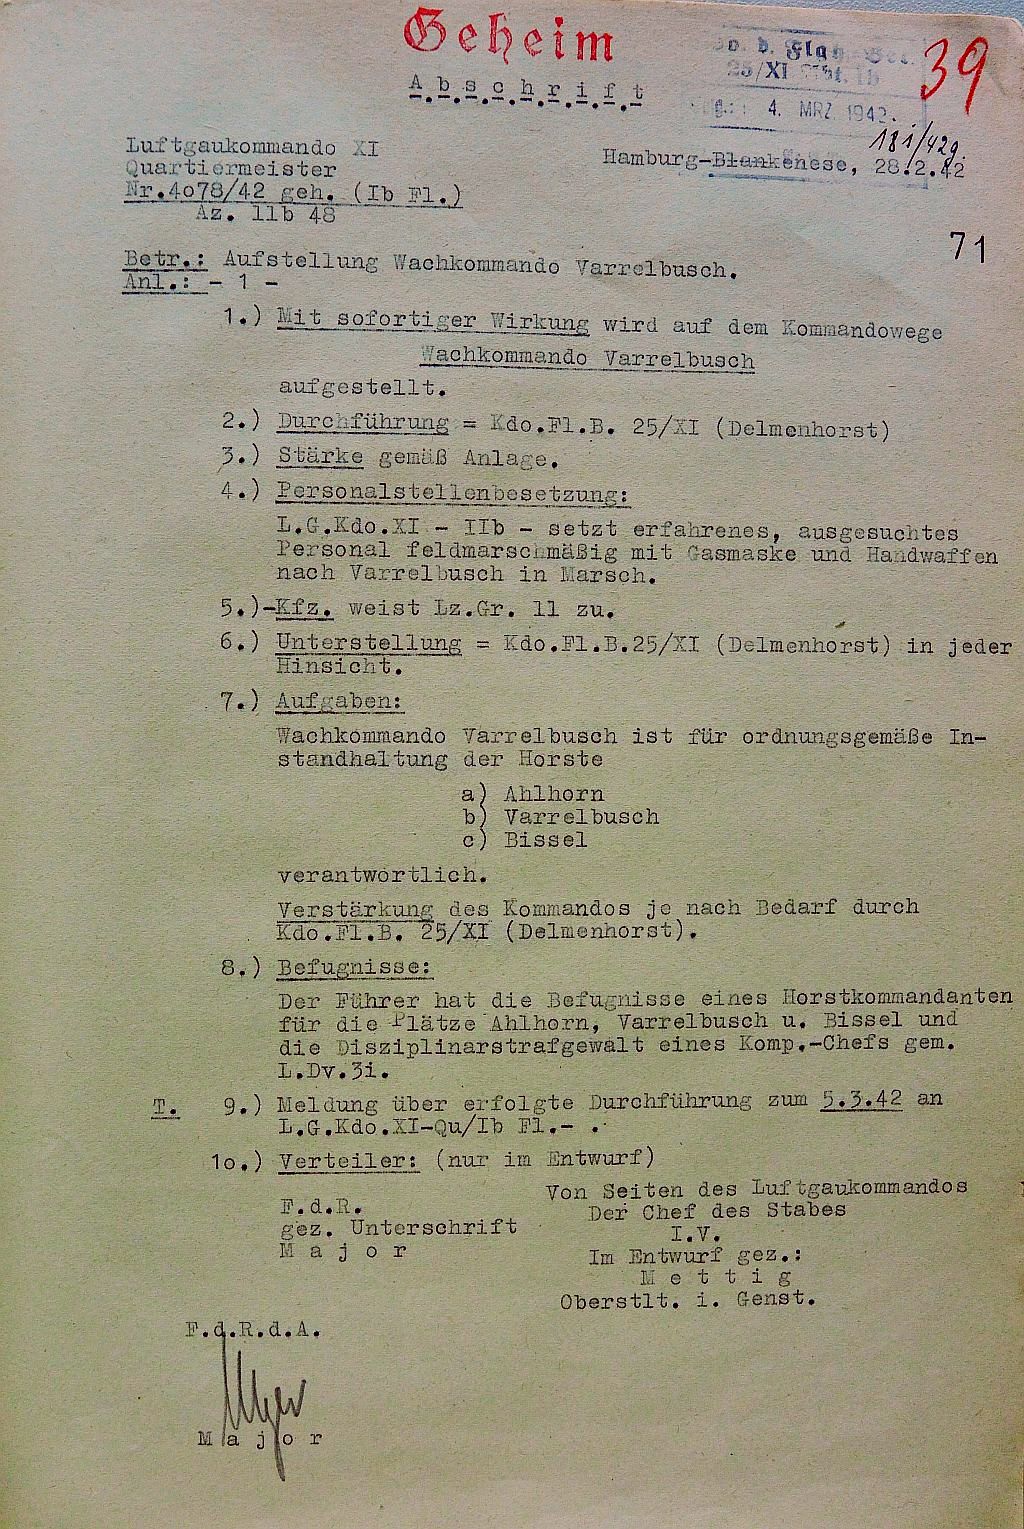 Geheim
39
A b s c h r i f t
25/XI
4. MRZ. 1942.
Luftgaukommando XI
Quartiermeister
Nr.4o78/42 geh. (Ib Fl.)
Az. 11b 48
181/42g.
Hamburg-Blankenese, 28.2.42
71
Betr.: Aufstellung Wachkommando Varrelbusch.
Anl.: - 1 -
1.) Mit sofortiger Wirkung wird auf dem Kommandowege
Wachkommando Varrelbusch
aufgestellt.
2.) Durchführung = Kdo.Fl.B. 25/XI (Delmenhorst)
3.) Stärke gemäß Anlage.
4.) Personalstellenbesetzung:
L.G.Kdo.XI - IIb - setzt erfahrenes, ausgesuchtes
Personal feldmarschmäßig mit Gasmaske und Handwaffen
nach Varrelbusch in Marsch.
5.)-Kfz. weist Lz.Gr. 11 zu.
6.) Unterstellung = Kdo.Fl.B.25/XI (Delmenhorst) in jeder
Hinsicht.
7.) Aufgaben:
Wachkommando Varrelbusch ist für ordnungsgemäße In-
standhaltung der Horste
a) Ahlhorn
b) Varrelbusch
c) Bissel
verantwortlich.
Verstärkung des Kommandos je nach Bedarf durch
Kdo.Fl.B. 25/XI (Delmenhorst).
8.) Befugnisse:
Der Führer hat die Befugnisse eines Horstkommandanten
für die Plätze Ahlhorn, Varrelbusch u. Bissel und
die Disziplinarstrafgewalt eines Komp.-Chefs gem.
L.Dv.3i.
T. 9.) Meldung über erfolgte Durchführung zum 5.3.42 an
L.G.Kdo.XI-Qu/Ib Fl.- .
1o.) Verteiler: (nur im Entwurf)
Von Seiten des Luftgaukommandos
Der Chef des Stabes
I.V.
Im Entwurf gez.:
M e t t i g
Oberstlt. i. Genst.
F.d.R.
gez. Unterschrift
M a j o r
F.d.R.d.A.
M a j o r